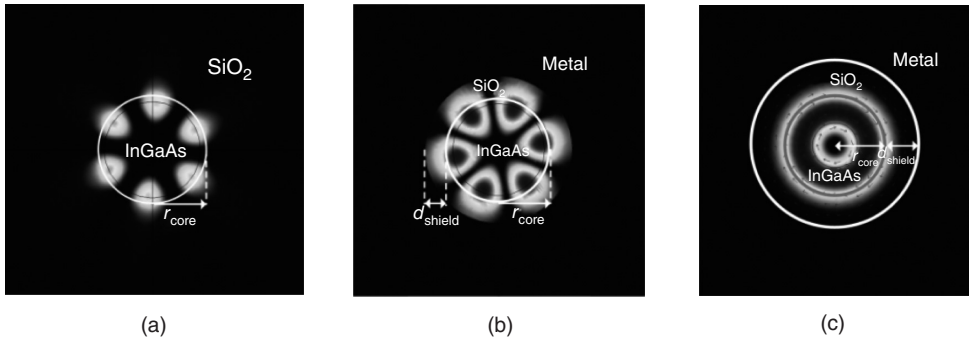 SiO2
InGaAs
rcore
(a)
Metal
SiO2
InGaAs
dshield
rcore
(b)
Metal
SiO2
rcore
dshield
InGaAs
(c)